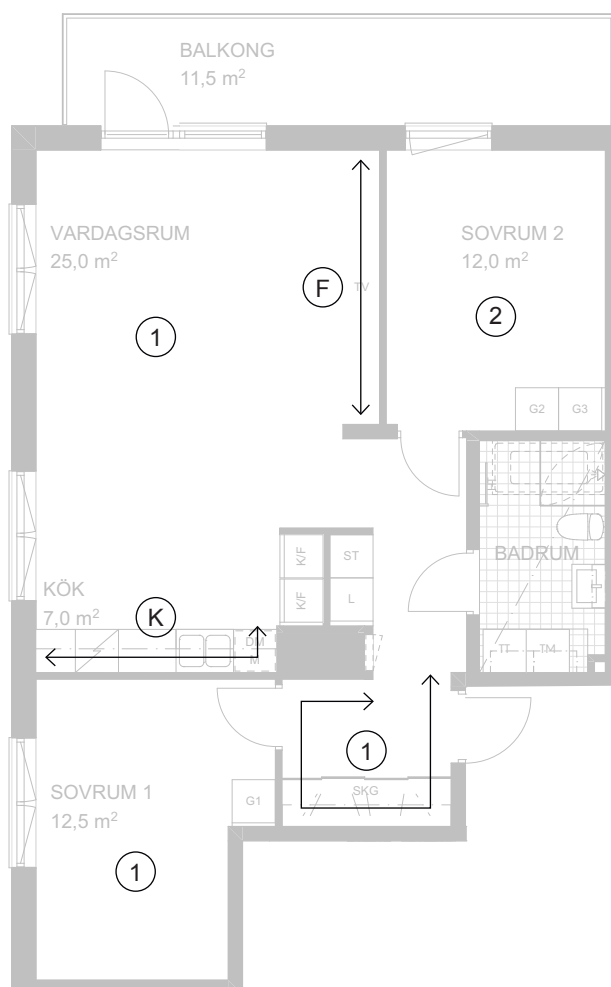 BALKONG
11,5 m²
VARDAGSRUM
25,0 m²
SOVRUM 2
12,0 m²
F
TV
1
2
G2 G3
K/F
ST
BADRUM
K/F
L
KÖK
7,0 m²
K
DM
M
TT TM
1
SOVRUM 1
12,5 m²
G1
SKG
1